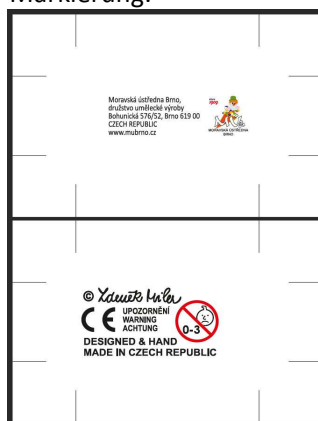 Markierung:
Moravská ústředna Brno,
družstvo umělecké výroby
Bohunická 576/52, Brno 619 00
CZECH REPUBLIC
www.mubrno.cz
MORAVSKÁ ÚSTŘEDNA
BRNO
© Zdeněk Miler
CE
UPOZORNĚNÍ
WARNING
ACHTUNG
0-3
DESIGNED & HAND
MADE IN CZECH REPUBLIC